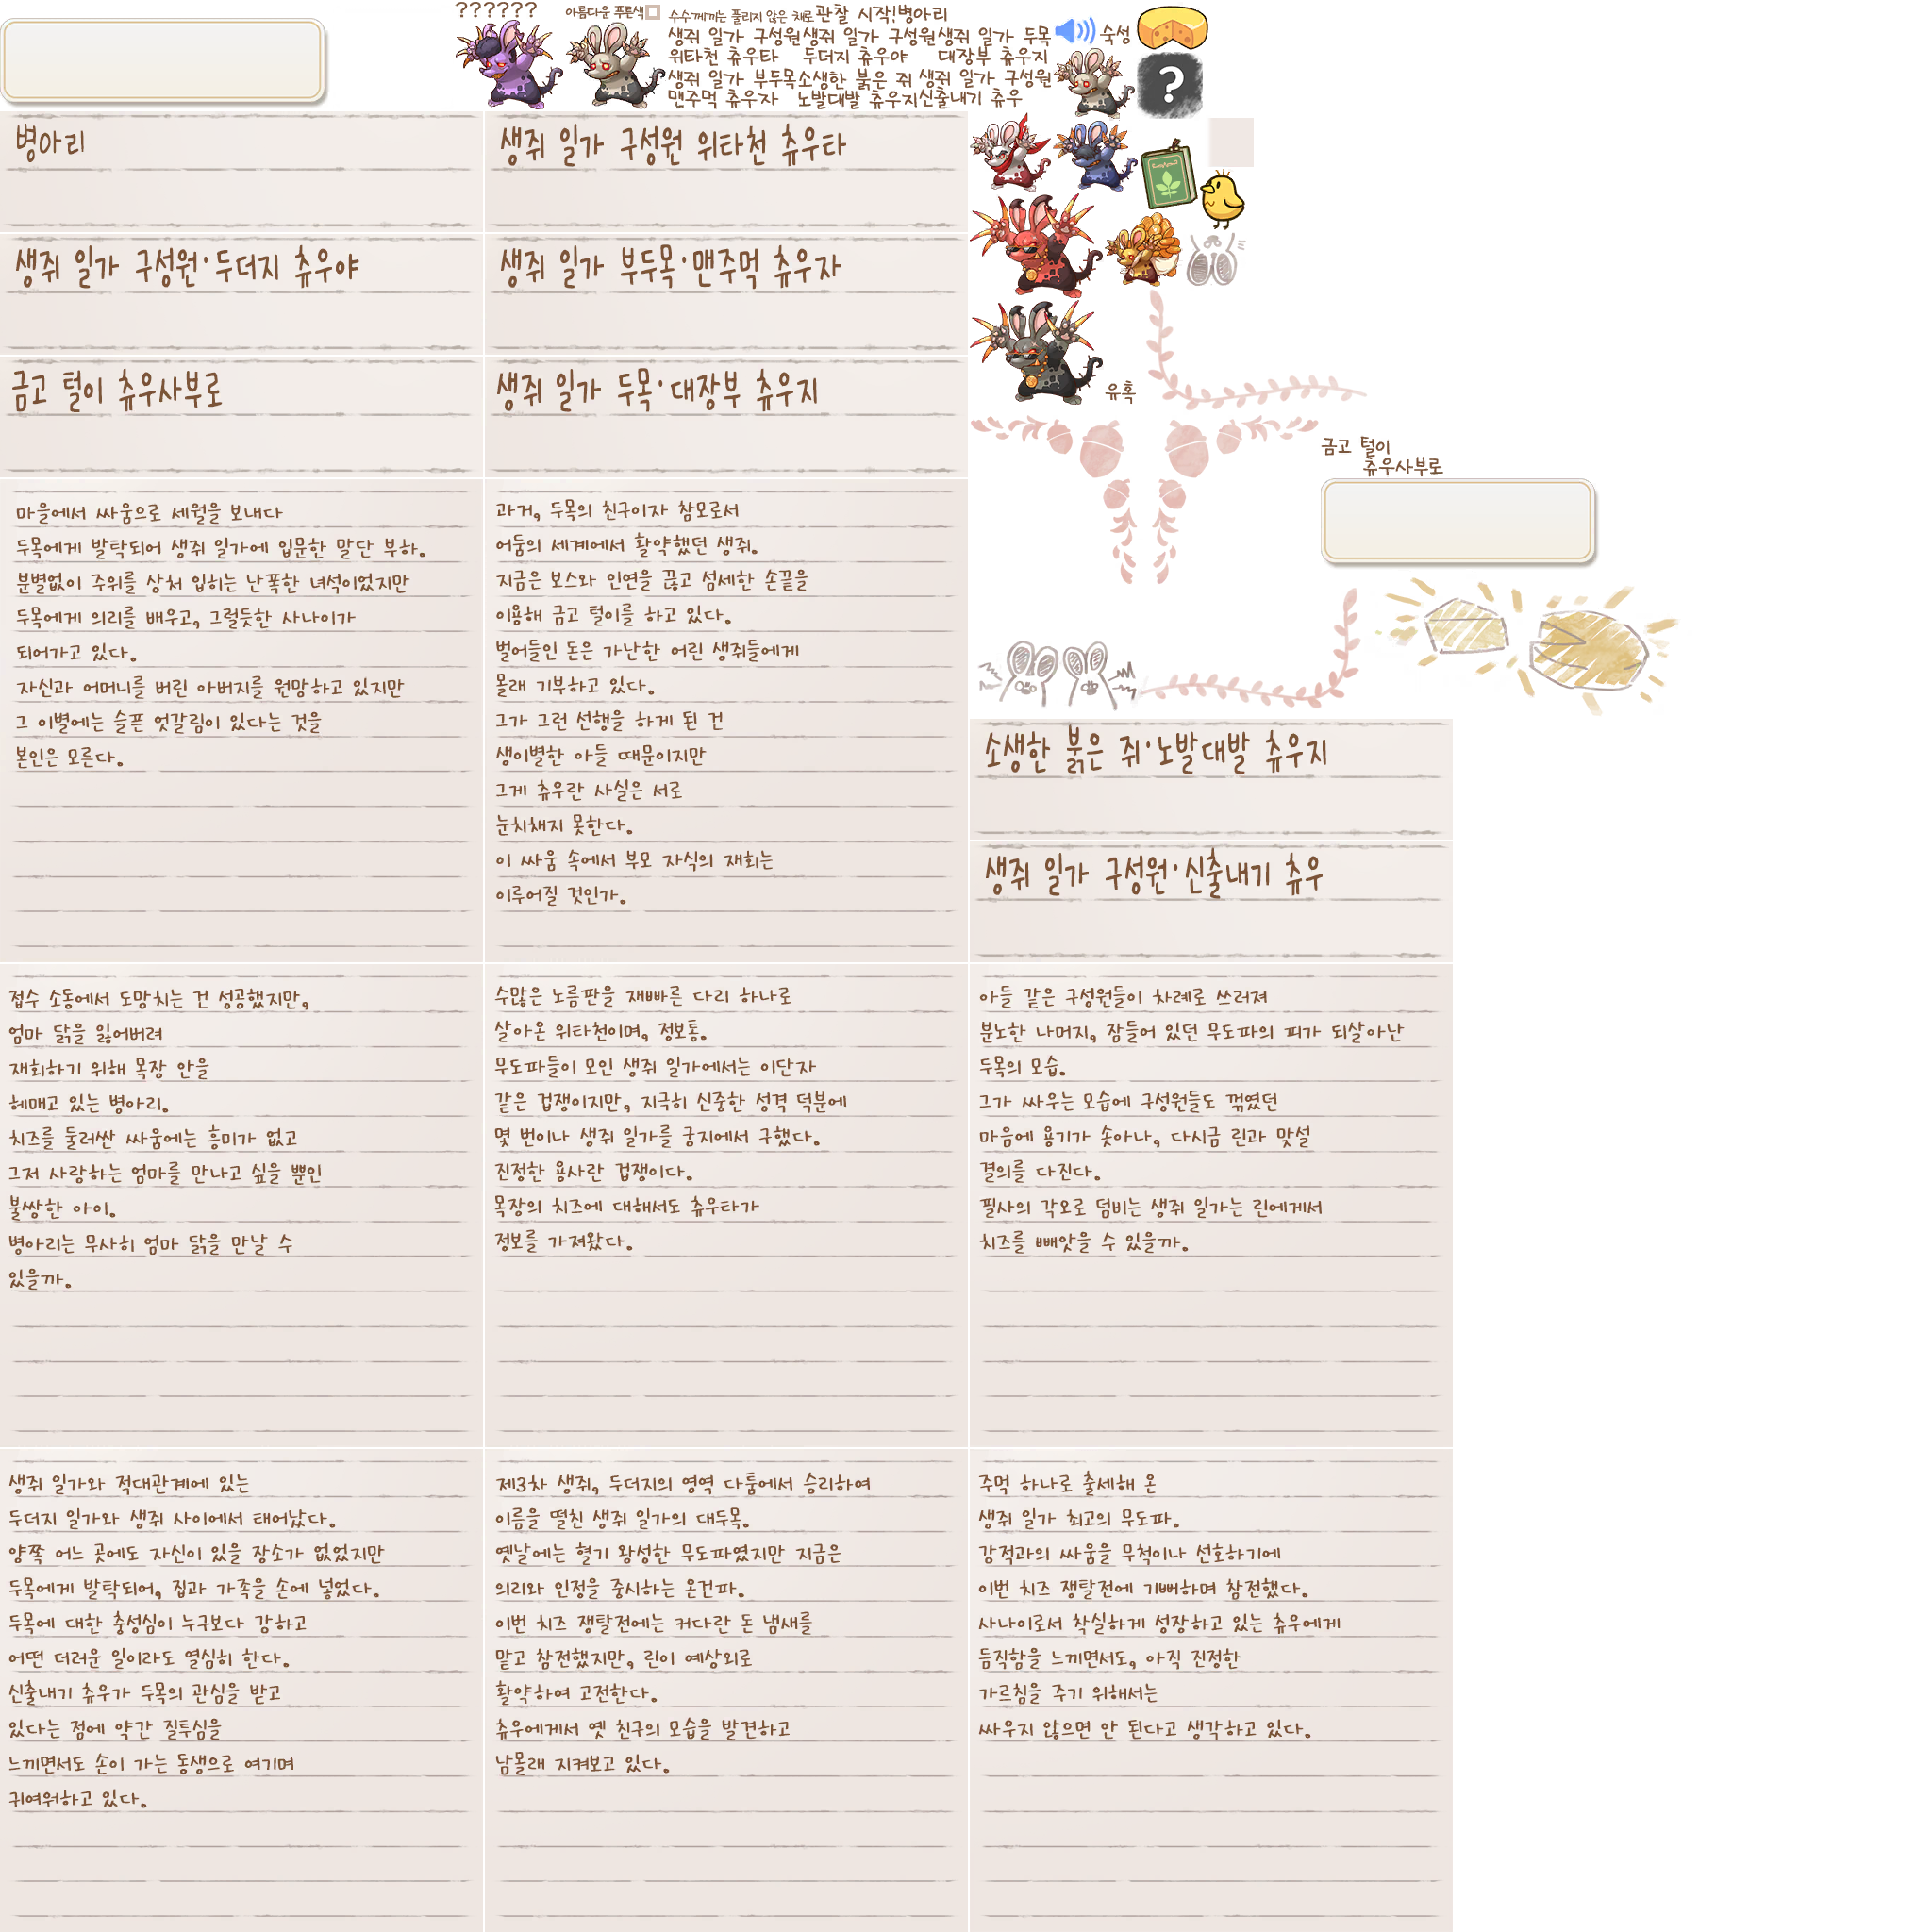 ??????
아름다운 푸른색
수수께끼는 풀리지 않은 채로
관찰 시작!
병아리
생쥐 일가 구성원
생쥐 일가 구성원
생쥐 일가 두목
숙성
위타천 츄우타
두더지 츄우야
대장부 츄우지
생쥐 일가 부두목
소생한 붉은 쥐
생쥐 일가 구성원
맨주먹 츄우자
노발대발 츄우지
신출내기 츄우
?
병아리
생쥐 일가 구성원 위타천 츄우타
생쥐 일가 구성원·두더지 츄우야
생쥐 일가 부두목·맨주먹 츄우자
금고 털이 츄우사부로
생쥐 일가 두목·대장부 츄우지
유혹
금고 털이
츄우사부로
마을에서 싸움으로 세월을 보내다
두목에게 발탁되어 생쥐 일가에 입문한 말단 부하.
분별없이 주위를 상처 입히는 난폭한 녀석이었지만
두목에게 의리를 배우고, 그럴듯한 사나이가
되어가고 있다.
자신과 어머니를 버린 아버지를 원망하고 있지만
그 이별에는 슬픈 엇갈림이 있다는 것을
본인은 모른다.
과거, 두목의 친구이자 참모로서
어둠의 세계에서 활약했던 생쥐.
지금은 보스와 인연을 끊고 섬세한 손끝을
이용해 금고 털이를 하고 있다.
벌어들인 돈은 가난한 어린 생쥐들에게
몰래 기부하고 있다.
그가 그런 선행을 하게 된 건
생이별한 아들 때문이지만
그게 츄우란 사실은 서로
눈치채지 못한다.
이 싸움 속에서 부모 자식의 재회는
이루어질 것인가.
소생한 붉은 쥐·노발대발 츄우지
생쥐 일가 구성원·신출내기 츄우
접수 소동에서 도망치는 건 성공했지만,
엄마 닭을 잃어버려
재회하기 위해 목장 안을
헤매고 있는 병아리.
치즈를 둘러싼 싸움에는 흥미가 없고
그저 사랑하는 엄마를 만나고 싶을 뿐인
불쌍한 아이.
병아리는 무사히 엄마 닭을 만날 수
있을까.
수많은 노름판을 재빠른 다리 하나로
살아온 위타천이며, 정보통.
무도파들이 모인 생쥐 일가에서는 이단자
같은 겁쟁이지만, 지극히 신중한 성격 덕분에
몇 번이나 생쥐 일가를 궁지에서 구했다.
진정한 용사란 겁쟁이다.
목장의 치즈에 대해서도 츄우타가
정보를 가져왔다.
아들 같은 구성원들이 차례로 쓰러져
분노한 나머지, 잠들어 있던 무도파의 피가 되살아난
두목의 모습.
그가 싸우는 모습에 구성원들도 꺾였던
마음에 용기가 솟아나, 다시금 린과 맞설
결의를 다진다.
필사의 각오로 덤비는 생쥐 일가는 린에게서
치즈를 빼앗을 수 있을까.
생쥐 일가와 적대관계에 있는
두더지 일가와 생쥐 사이에서 태어났다.
양쪽 어느 곳에도 자신이 있을 장소가 없었지만
두목에게 발탁되어, 집과 가족을 손에 넣었다.
두목에 대한 충성심이 누구보다 강하고
어떤 더러운 일이라도 열심히 한다.
신출내기 츄우가 두목의 관심을 받고
있다는 점에 약간 질투심을
느끼면서도 손이 가는 동생으로 여기며
귀여워하고 있다.
제3차 생쥐, 두더지의 영역 다툼에서 승리하여
이름을 떨친 생쥐 일가의 대두목.
옛날에는 혈기 왕성한 무도파였지만 지금은
의리와 인정을 중시하는 온건파.
이번 치즈 쟁탈전에는 커다란 돈 냄새를
맡고 참전했지만, 린이 예상외로
활약하여 고전한다.
츄우에게서 옛 친구의 모습을 발견하고
남몰래 지켜보고 있다.
주먹 하나로 출세해 온
생쥐 일가 최고의 무도파.
강적과의 싸움을 무척이나 선호하기에
이번 치즈 쟁탈전에 기뻐하며 참전했다.
사나이로서 착실하게 성장하고 있는 츄우에게
듬직함을 느끼면서도, 아직 진정한
가르침을 주기 위해서는
싸우지 않으면 안 된다고 생각하고 있다.